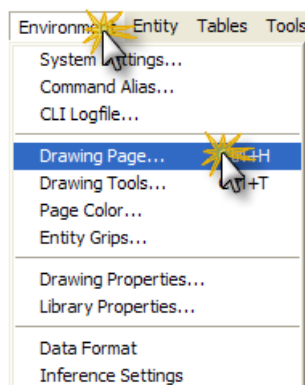 Environment Entity Tables Tools
System Settings...
Command Alias...
CLI Logfile...
Drawing Page... +H
Drawing Tools... +T
Page Color...
Entity Grips...
Drawing Properties...
Library Properties...
Data Format
Inference Settings